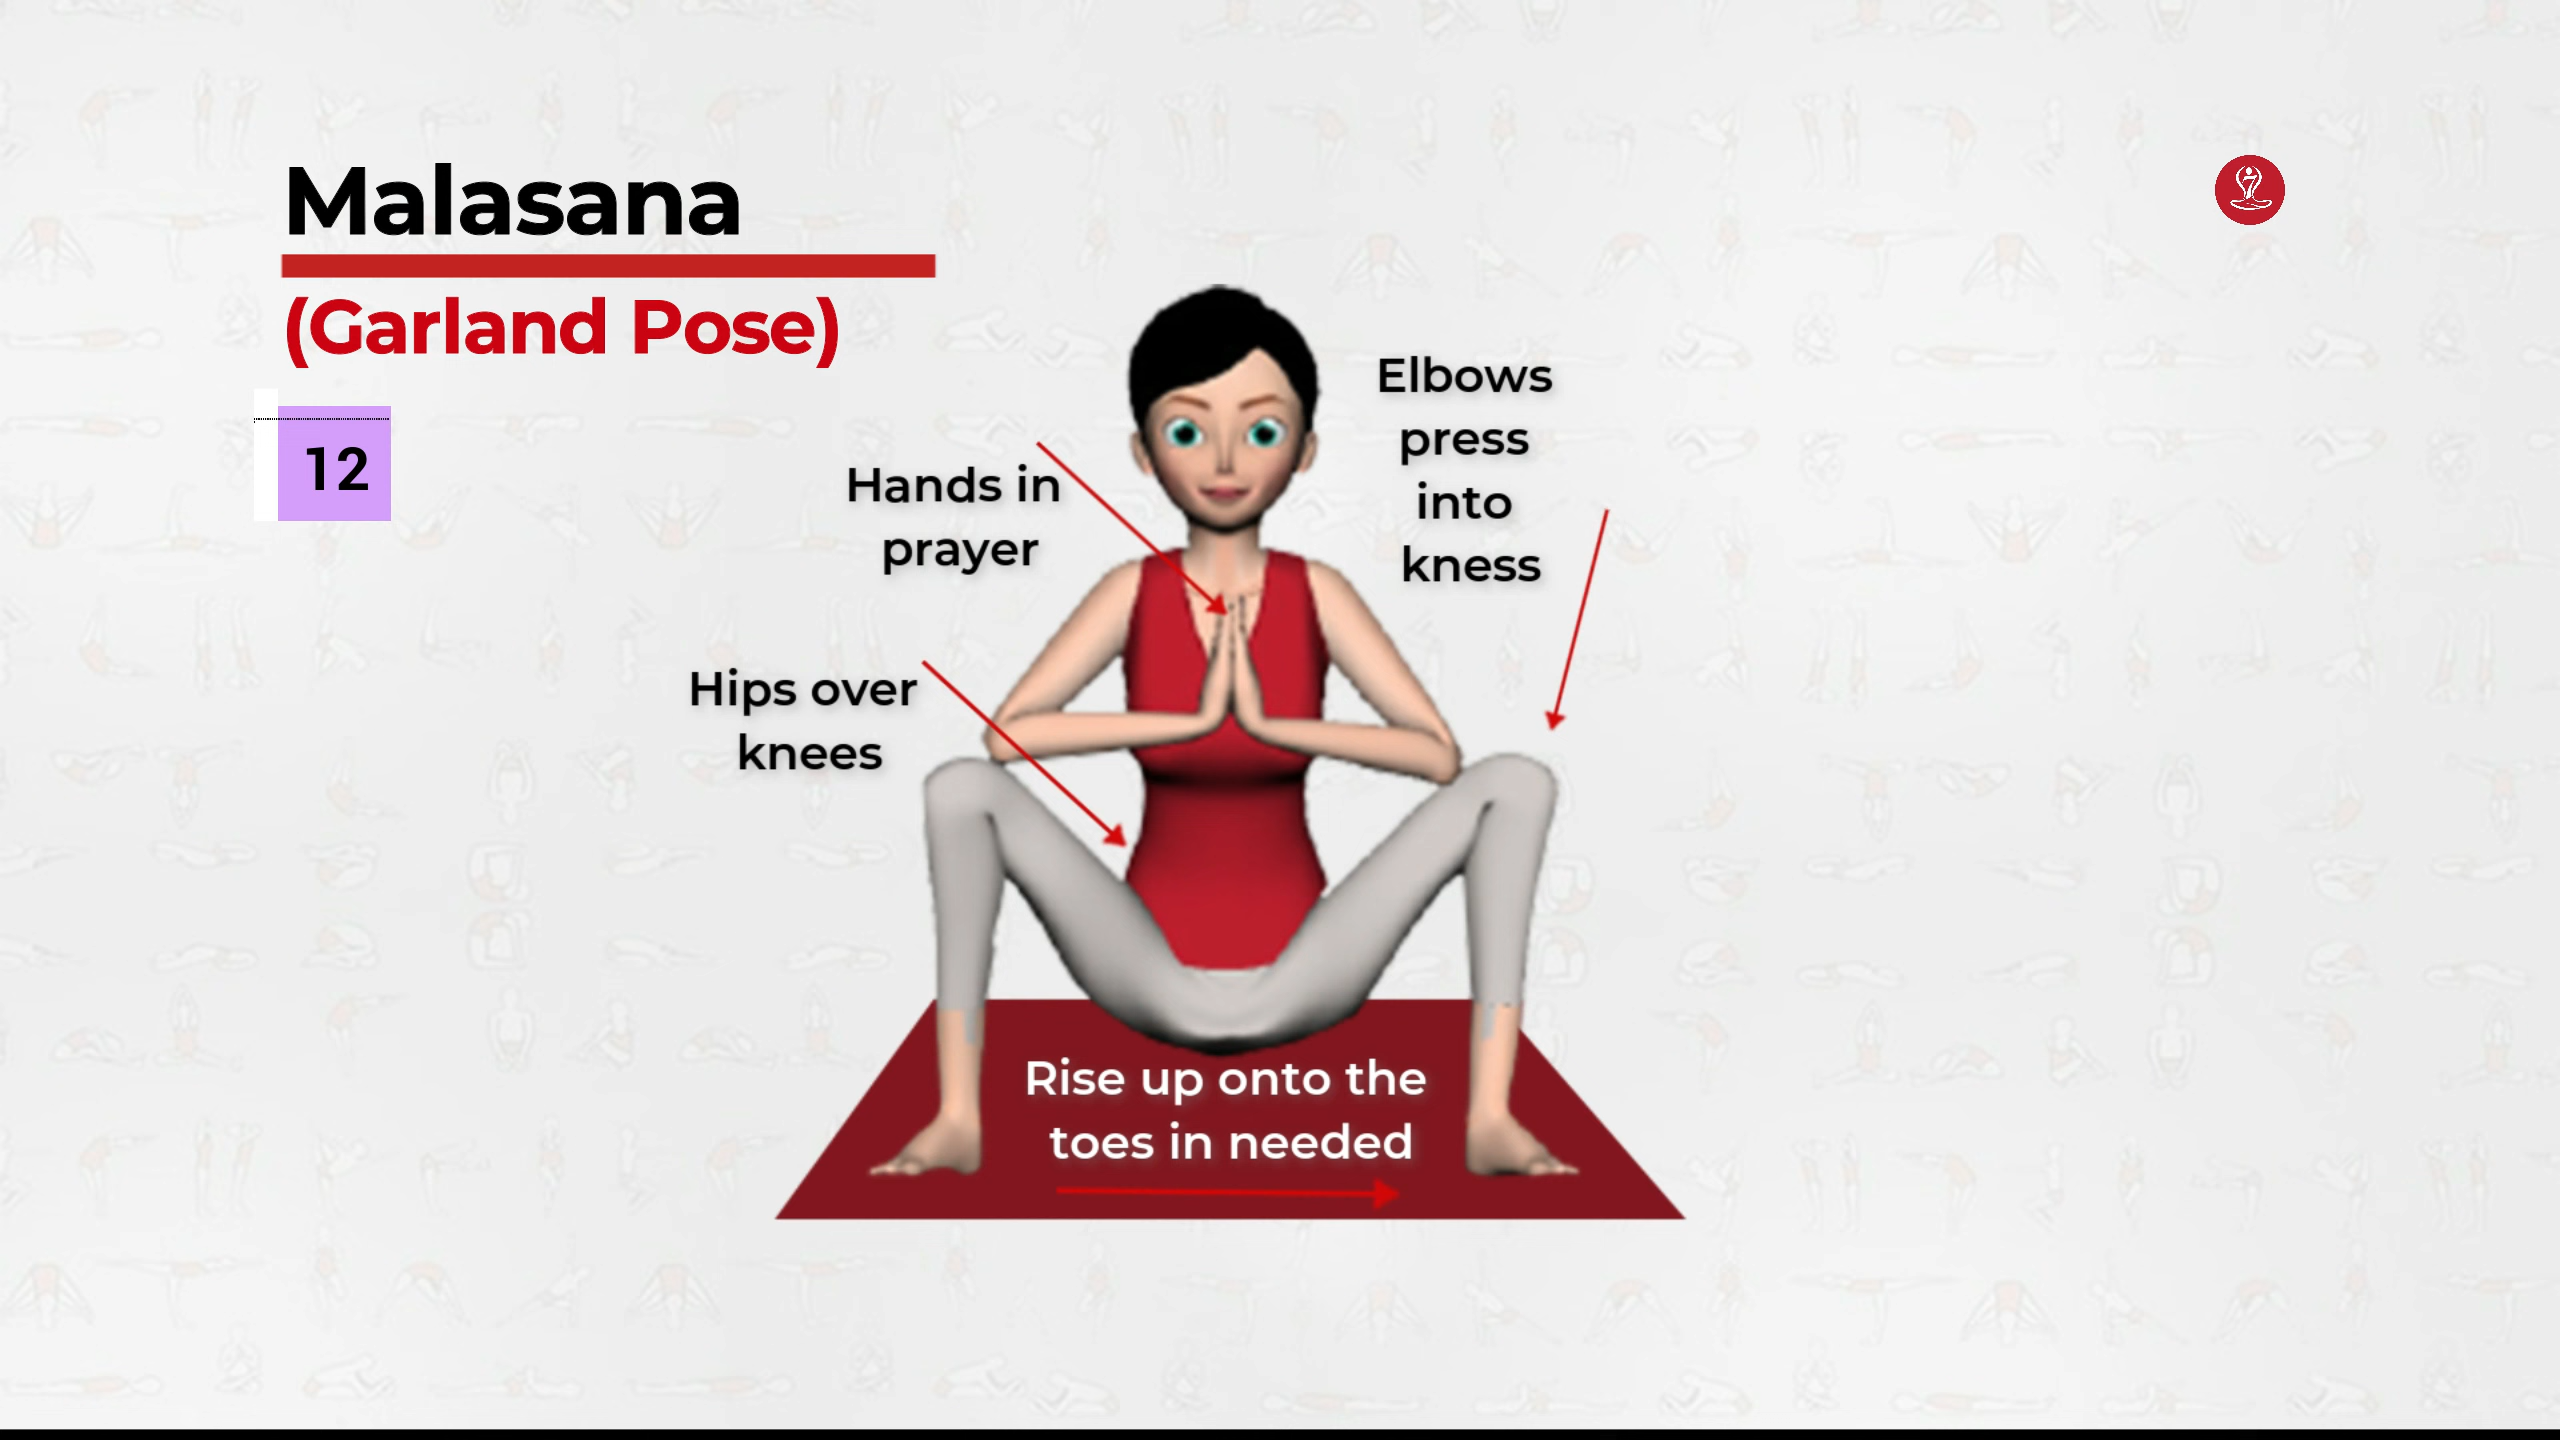 Malasana
(Garland Pose)
12
Hands in
prayer
Elbows
press
into
kness
Hips over
knees
Rise up onto the
toes in needed